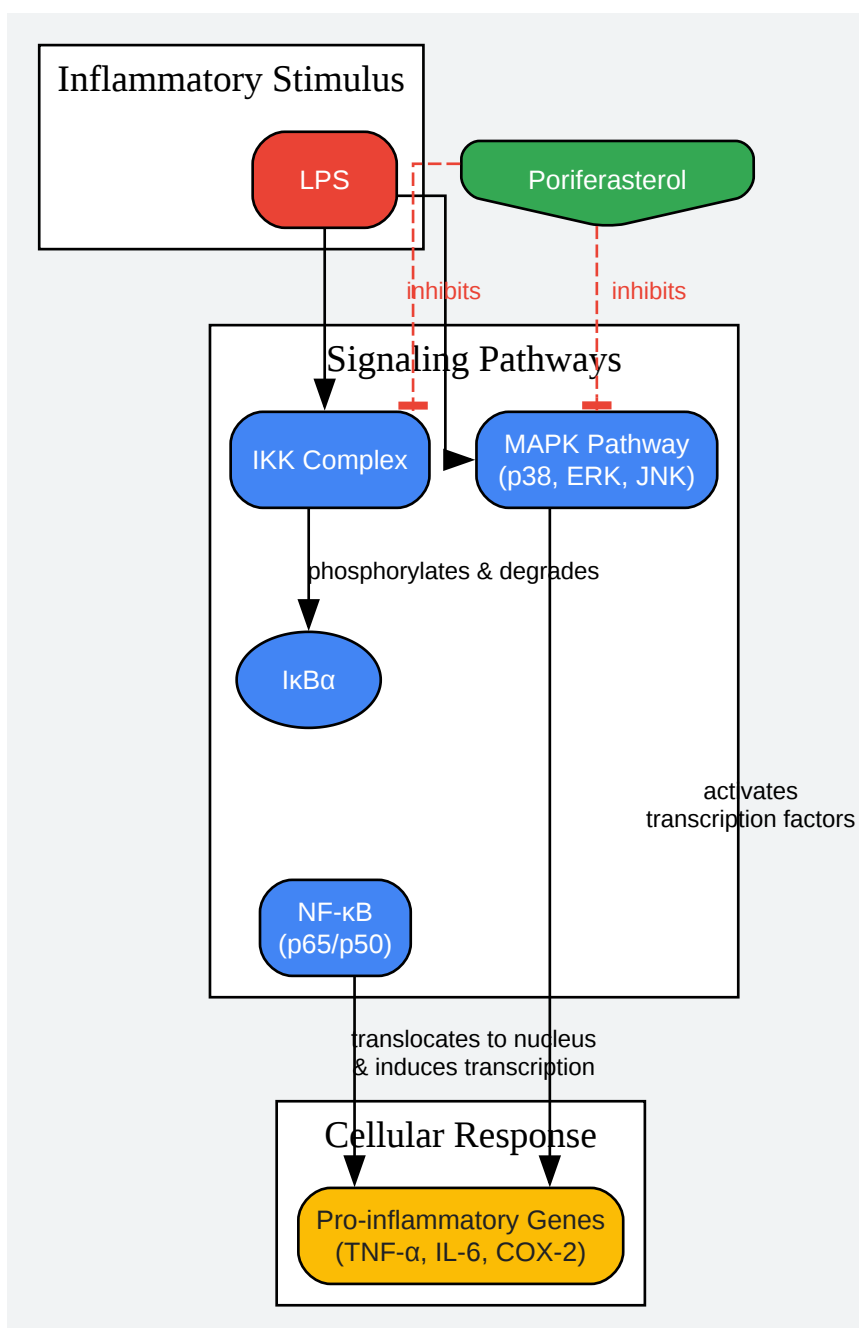 Inflammatory Stimulus
LPS
Poriferasterol
inhibits
inhibits
Signaling Pathways
IKK Complex
MAPK Pathway
(p38, ERK, JNK)
phosphorylates & degrades
IκBα
activates
transcription factors
NF-κB
(p65/p50)
translocates to nucleus
& induces transcription
Cellular Response
Pro-inflammatory Genes
(TNF-α, IL-6, COX-2)